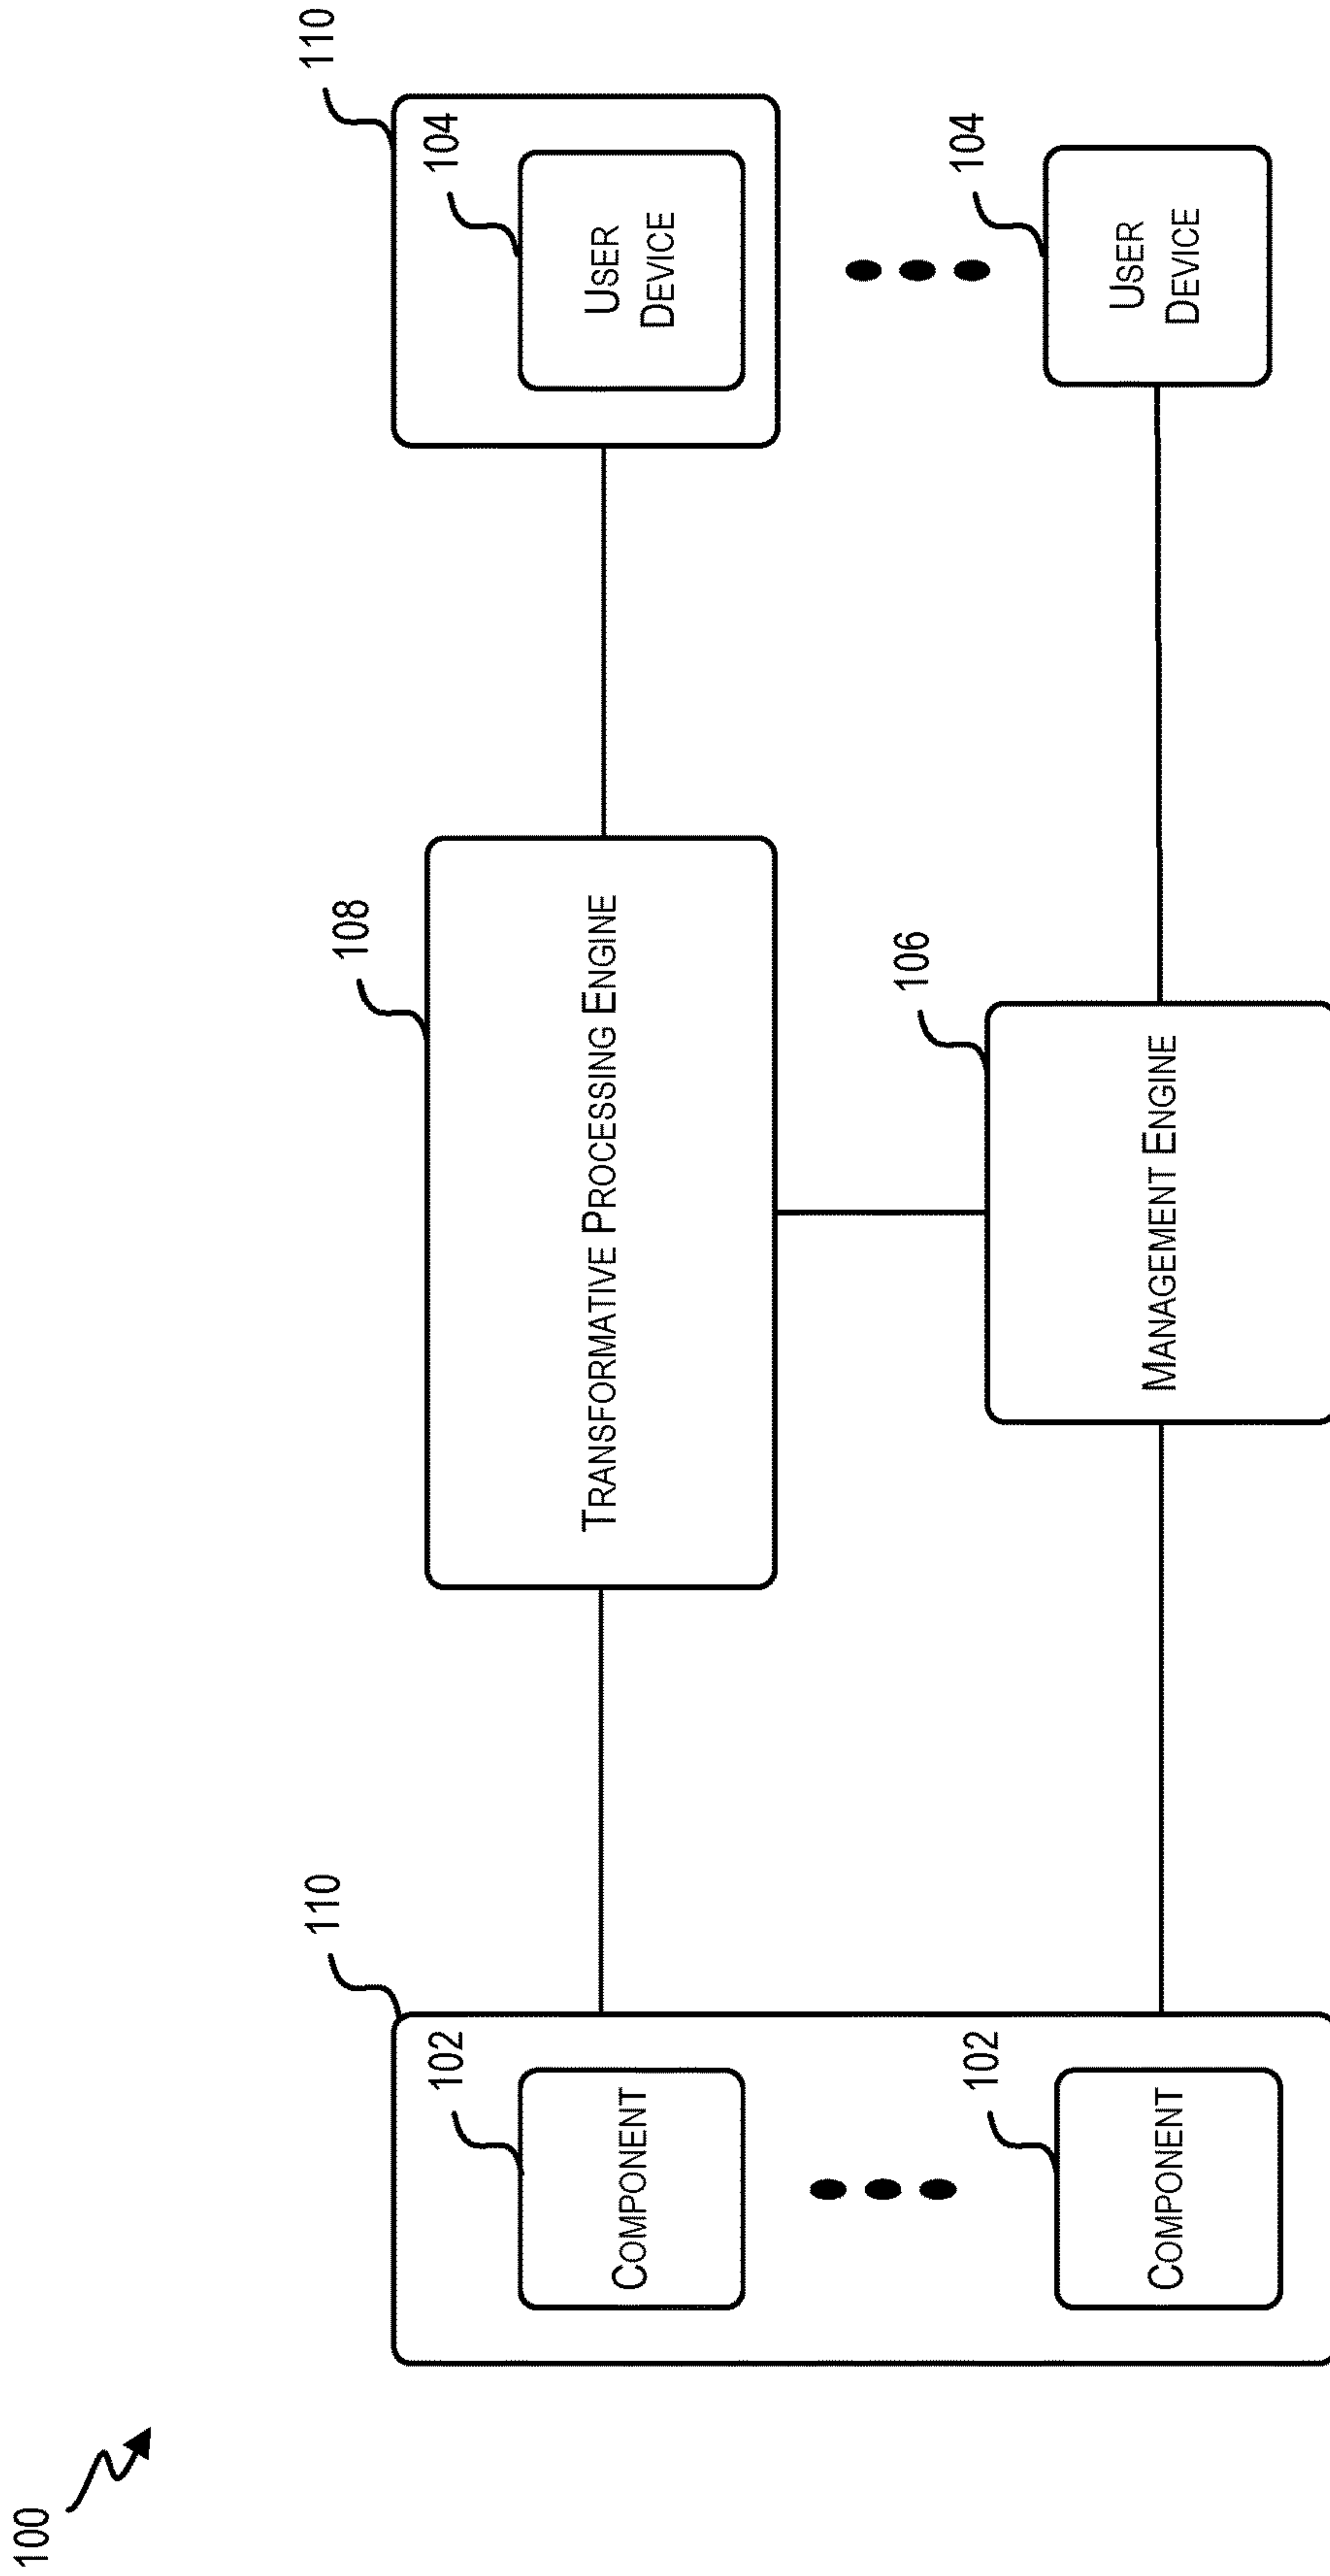 100
110
102
COMPONENT
102
COMPONENT
108
TRANSFORMATIVE PROCESSING ENGINE
106
MANAGEMENT ENGINE
110
104
USER
DEVICE
104
USER
DEVICE